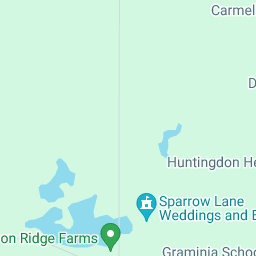 Carmel
D
Huntingdon He
Sparrow Lane
Weddings and E
on Ridge Farms
Graminia Schoo